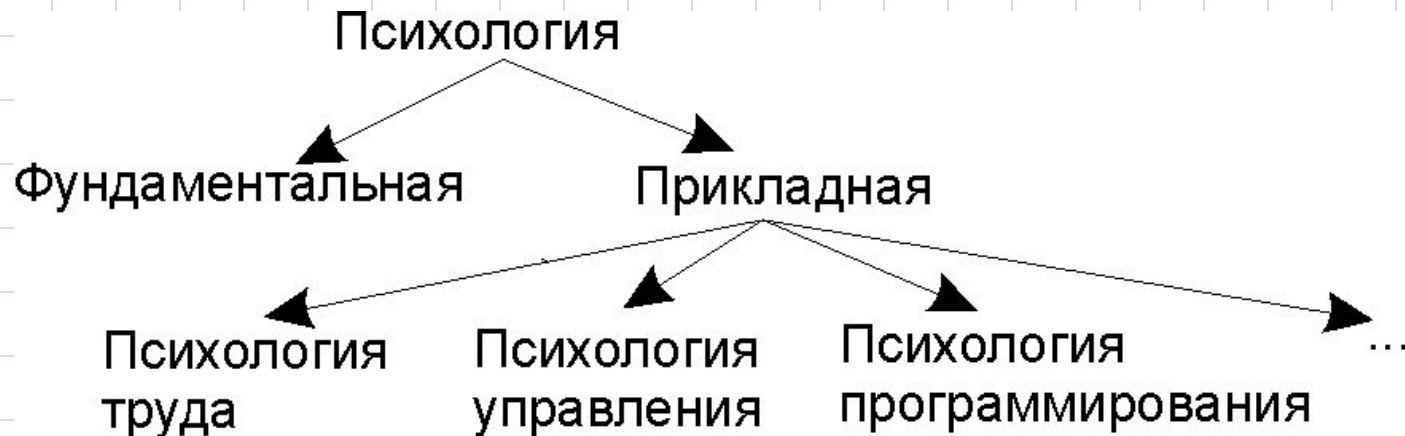 Психология
Фундаментальная
Прикладная
Психология
труда
Психология
управления
Психология
программирования
...